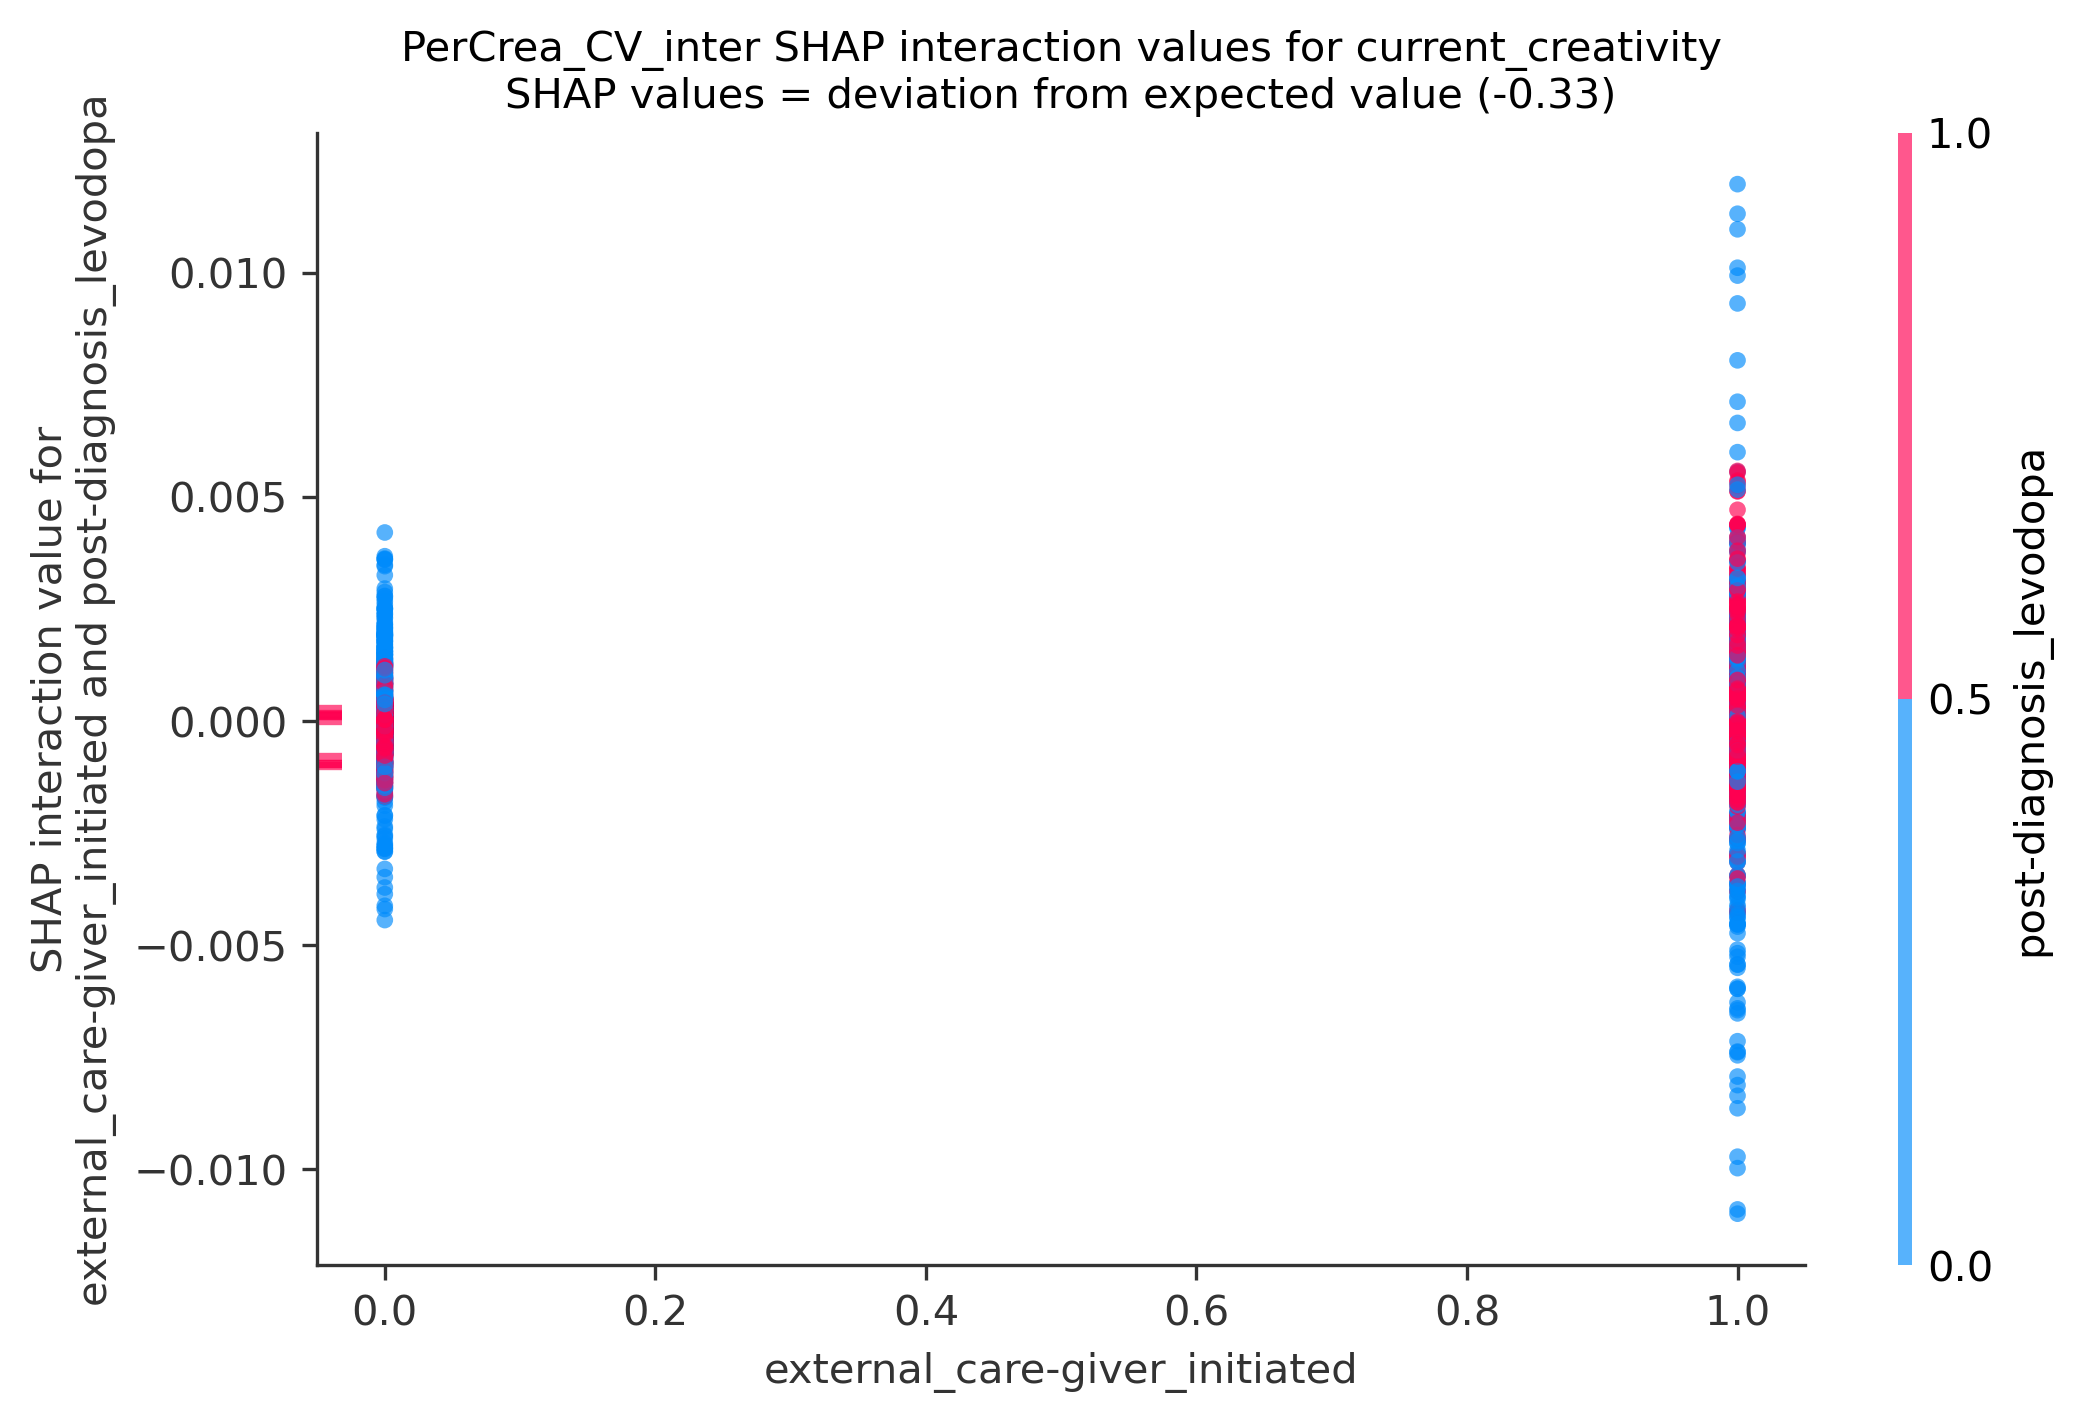 PerCrea_CV_inter SHAP interaction values for current_creativity
SHAP values = deviation from expected value (-0.33)
SHAP interaction value for
external_care-giver_initiated and post-diagnosis_levodopa
0.010
0.005
0.000
−0.005
−0.010
0.0
0.2
0.4
0.6
0.8
1.0
external_care-giver_initiated
1.0
0.5
0.0
post-diagnosis_levodopa